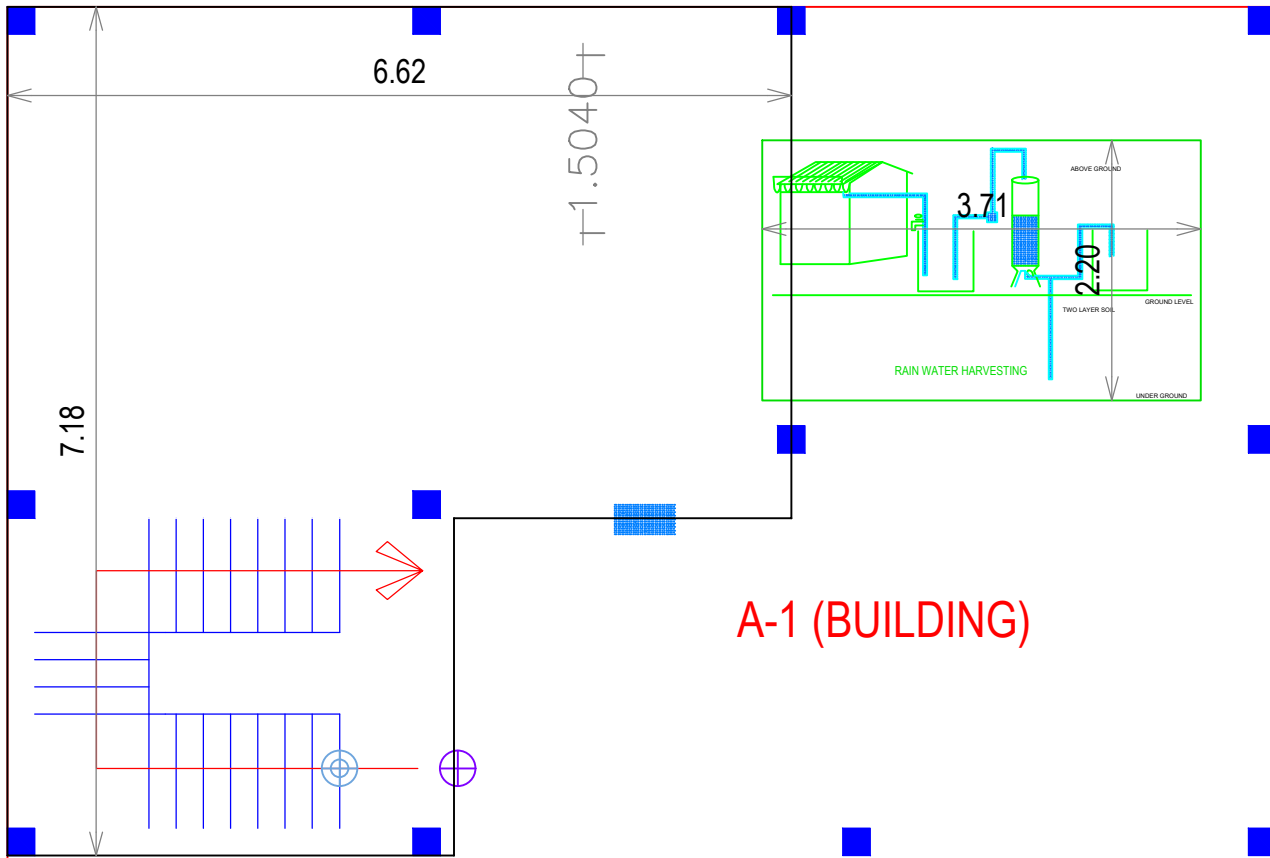 6.62
1.5040
ABOVE GROUND
3.71
2.20
GROUND LEVEL
TWO LAYER SOIL
RAIN WATER HARVESTING
UNDER GROUND
7.18
A-1 (BUILDING)